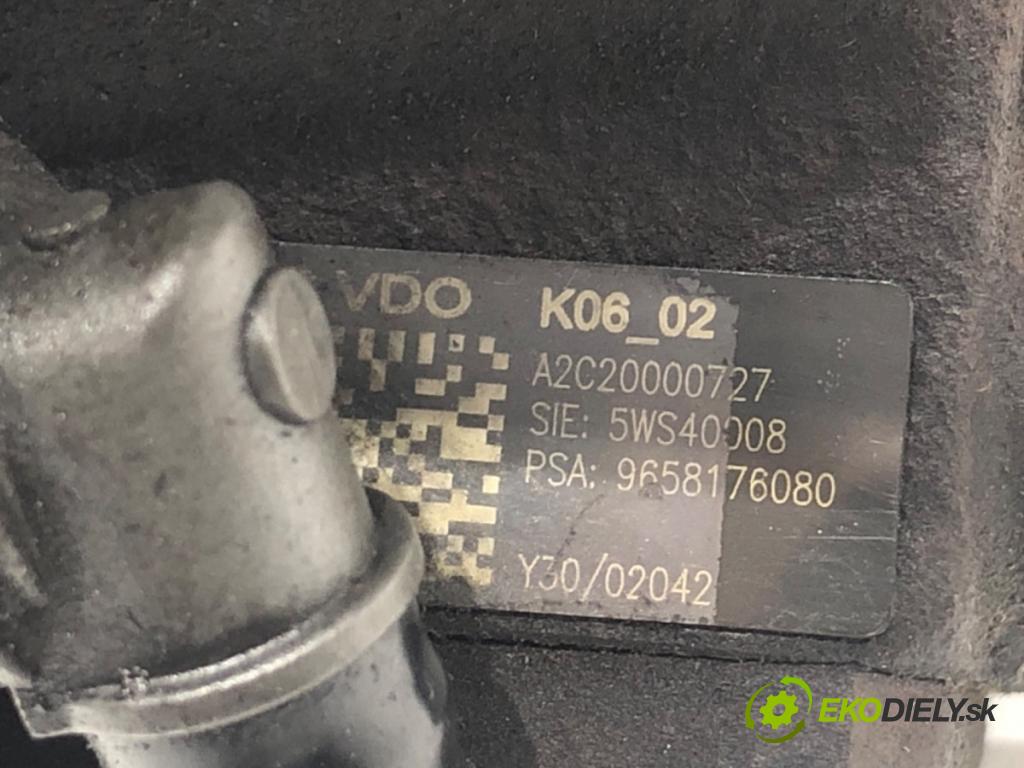 VDO K06_02
A2C20000727
SIE: 5WS40008
PSA: 9658176080
Y30/02042
EKODIELY.sk